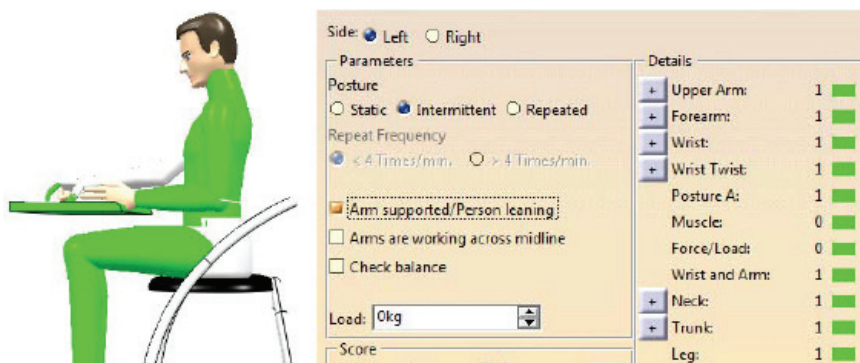 Side: Left Right
Parameters
Posture
Static Intermittent Repeated
Repeat Frequency
< 4 Times/min. > 4 Times/min.
Arm supported/Person leaning
Arms are working across midline
Check balance
Load: 0kg
Score
Details
+ Upper Arm: 1
+ Forearm: 1
+ Wrist: 1
+ Wrist Twist: 1
Posture A: 1
Muscle: 0
Force/Load: 0
Wrist and Arm: 1
+ Neck: 1
+ Trunk: 1
Leg: 1